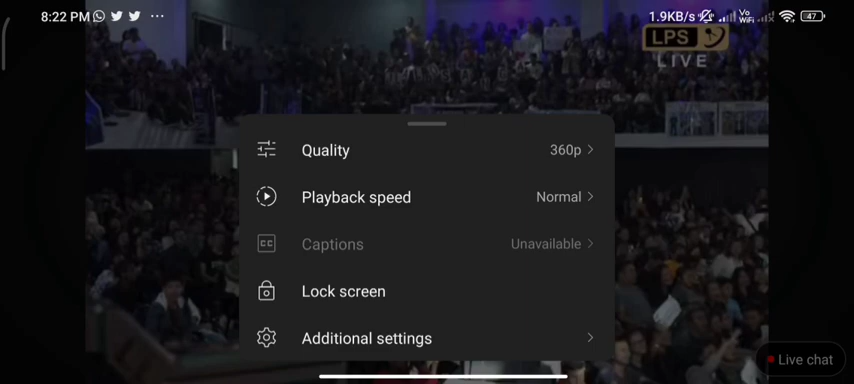 8:22 PM ...
1.9KB/s Vo WiFi 47
LPS
LIVE
Quality 360p
Playback speed Normal
CC Captions Unavailable
Lock screen
Additional settings
Live chat